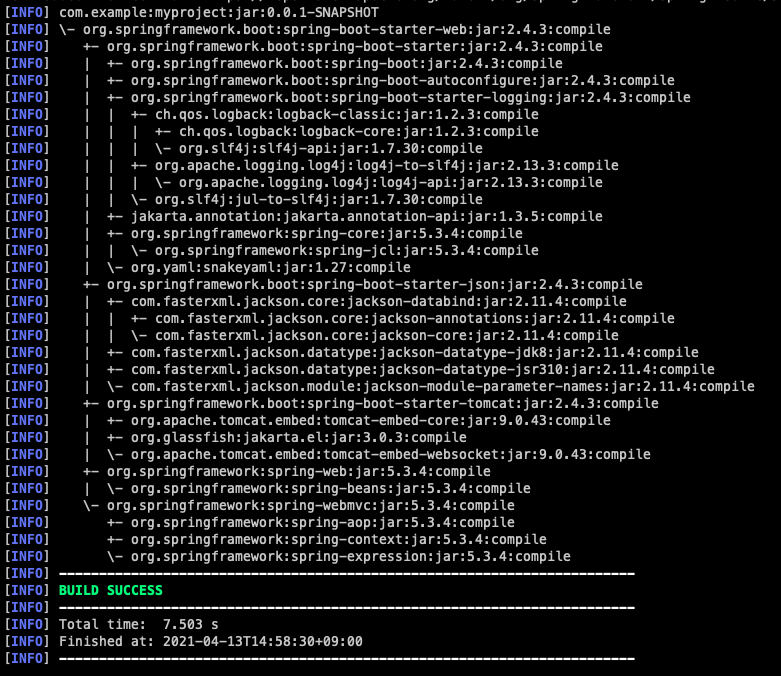 [INFO] com.example:myproject:jar:0.0.1-SNAPSHOT
[INFO] \- org.springframework.boot:spring-boot-starter-web:jar:2.4.3:compile
[INFO]    +- org.springframework.boot:spring-boot-starter:jar:2.4.3:compile
[INFO]    |  +- org.springframework.boot:spring-boot:jar:2.4.3:compile
[INFO]    |  +- org.springframework.boot:spring-boot-autoconfigure:jar:2.4.3:compile
[INFO]    |  +- org.springframework.boot:spring-boot-starter-logging:jar:2.4.3:compile
[INFO]    |  |  +- ch.qos.logback:logback-classic:jar:1.2.3:compile
[INFO]    |  |  |  +- ch.qos.logback:logback-core:jar:1.2.3:compile
[INFO]    |  |  |  \- org.slf4j:slf4j-api:jar:1.7.30:compile
[INFO]    |  |  +- org.apache.logging.log4j:log4j-to-slf4j:jar:2.13.3:compile
[INFO]    |  |  |  \- org.apache.logging.log4j:log4j-api:jar:2.13.3:compile
[INFO]    |  |  \- org.slf4j:jul-to-slf4j:jar:1.7.30:compile
[INFO]    |  +- jakarta.annotation:jakarta.annotation-api:jar:1.3.5:compile
[INFO]    |  +- org.springframework:spring-core:jar:5.3.4:compile
[INFO]    |  |  \- org.springframework:spring-jcl:jar:5.3.4:compile
[INFO]    |  \- org.yaml:snakeyaml:jar:1.27:compile
[INFO]    +- org.springframework.boot:spring-boot-starter-json:jar:2.4.3:compile
[INFO]    |  +- com.fasterxml.jackson.core:jackson-databind:jar:2.11.4:compile
[INFO]    |  |  +- com.fasterxml.jackson.core:jackson-annotations:jar:2.11.4:compile
[INFO]    |  |  \- com.fasterxml.jackson.core:jackson-core:jar:2.11.4:compile
[INFO]    |  +- com.fasterxml.jackson.datatype:jackson-datatype-jdk8:jar:2.11.4:compile
[INFO]    |  +- com.fasterxml.jackson.datatype:jackson-datatype-jsr310:jar:2.11.4:compile
[INFO]    |  \- com.fasterxml.jackson.module:jackson-module-parameter-names:jar:2.11.4:compile
[INFO]    +- org.springframework.boot:spring-boot-starter-tomcat:jar:2.4.3:compile
[INFO]    |  +- org.apache.tomcat.embed:tomcat-embed-core:jar:9.0.43:compile
[INFO]    |  +- org.glassfish:jakarta.el:jar:3.0.3:compile
[INFO]    |  \- org.apache.tomcat.embed:tomcat-embed-websocket:jar:9.0.43:compile
[INFO]    +- org.springframework:spring-web:jar:5.3.4:compile
[INFO]    |  \- org.springframework:spring-beans:jar:5.3.4:compile
[INFO]    \- org.springframework:spring-webmvc:jar:5.3.4:compile
[INFO]       +- org.springframework:spring-aop:jar:5.3.4:compile
[INFO]       +- org.springframework:spring-context:jar:5.3.4:compile
[INFO]       \- org.springframework:spring-expression:jar:5.3.4:compile
[INFO] ------------------------------------------------------------------------
[INFO] BUILD SUCCESS
[INFO] ------------------------------------------------------------------------
[INFO] Total time:  7.503 s
[INFO] Finished at: 2021-04-13T14:58:30+09:00
[INFO] ------------------------------------------------------------------------